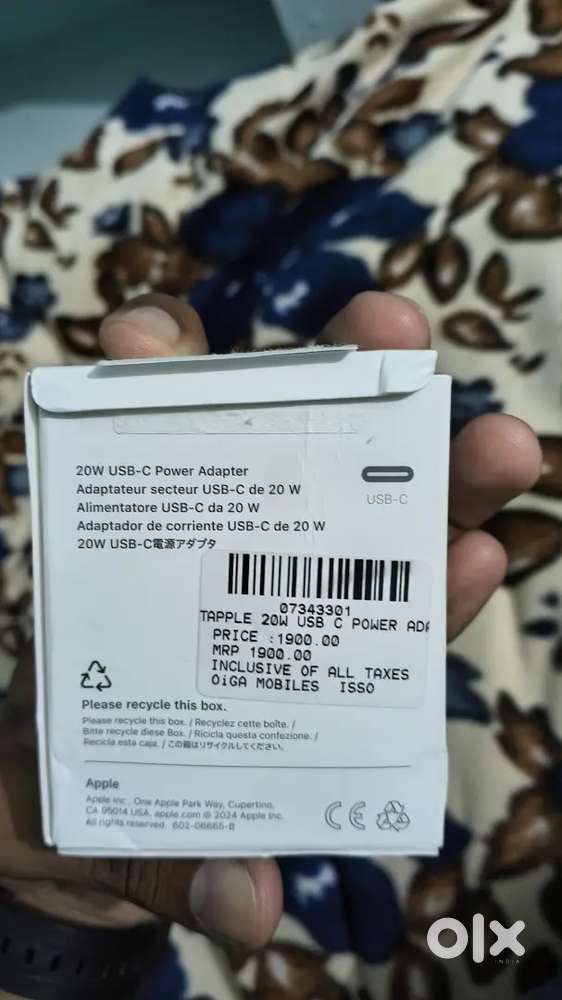 20W USB-C Power Adapter
Adaptateur secteur USB-C de 20 W
Alimentatore USB-C da 20 W
Adaptador de corriente USB-C de 20 W
20W USB-C電源アダプタ
USB-C
07343301
TAPPLE 20W USB C POWER ADA
PRICE :1900.00
MRP 1900.00
INCLUSIVE OF ALL TAXES
OiGA MOBILES ISSO
Please recycle this box.
Please recycle this box. / Recyclez cette boîte. /
Bitte recycle diese Box. / Ricicla questa confezione. /
Recicla esta caja. / この箱はリサイクルしてください。
Apple
Apple Inc., One Apple Park Way, Cupertino,
CA 95014 USA. apple.com © 2024 Apple Inc.
All rights reserved. 602-06665-B
CE
olx
INDIA